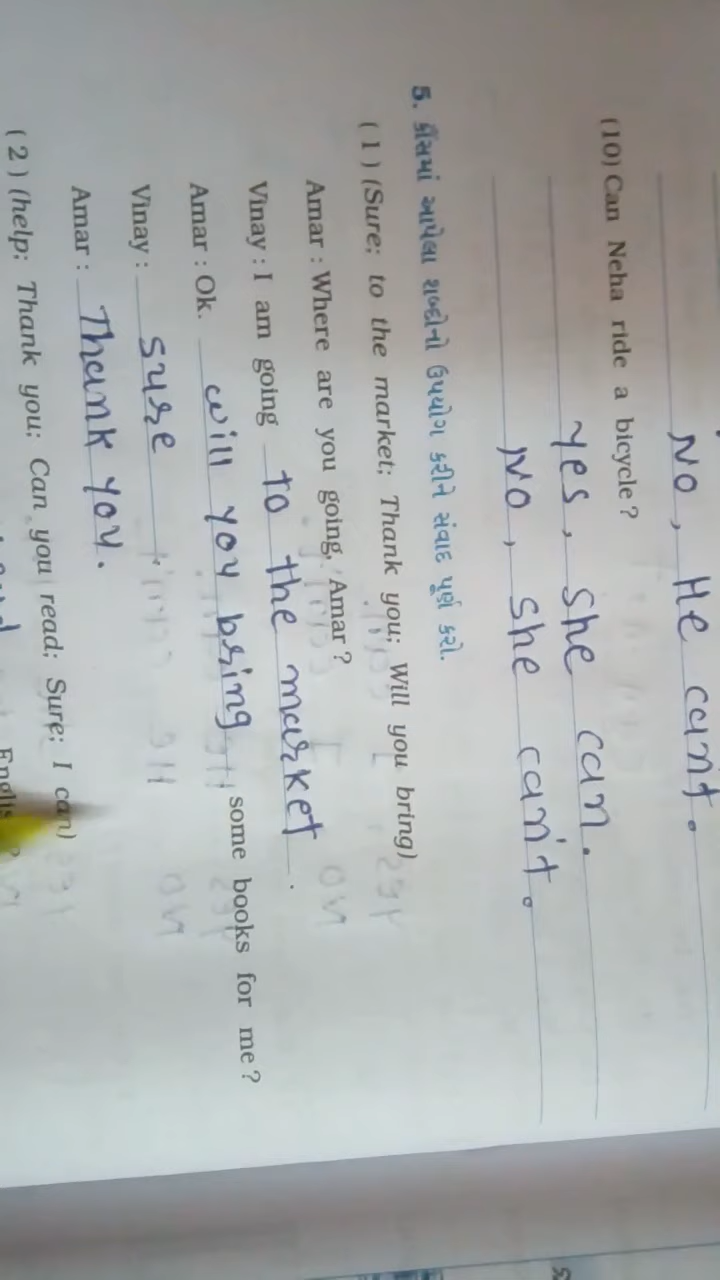 No, He can't.
(10) Can Neha ride a bicycle?
Yes, she can.
No, she can't.
5. કૌંસમાં આપેલા શબ્દોનો ઉપયોગ કરીને સંવાદ પૂર્ણ કરો.
(1) (Sure; to the market; Thank you; Will you bring)
Amar : Where are you going, Amar?
Vinay : I am going to the market.
Amar : Ok. will you bring some books for me?
Vinay : sure
Amar : Thank you.
(2) (help; Thank you; Can you read; Sure; I can)